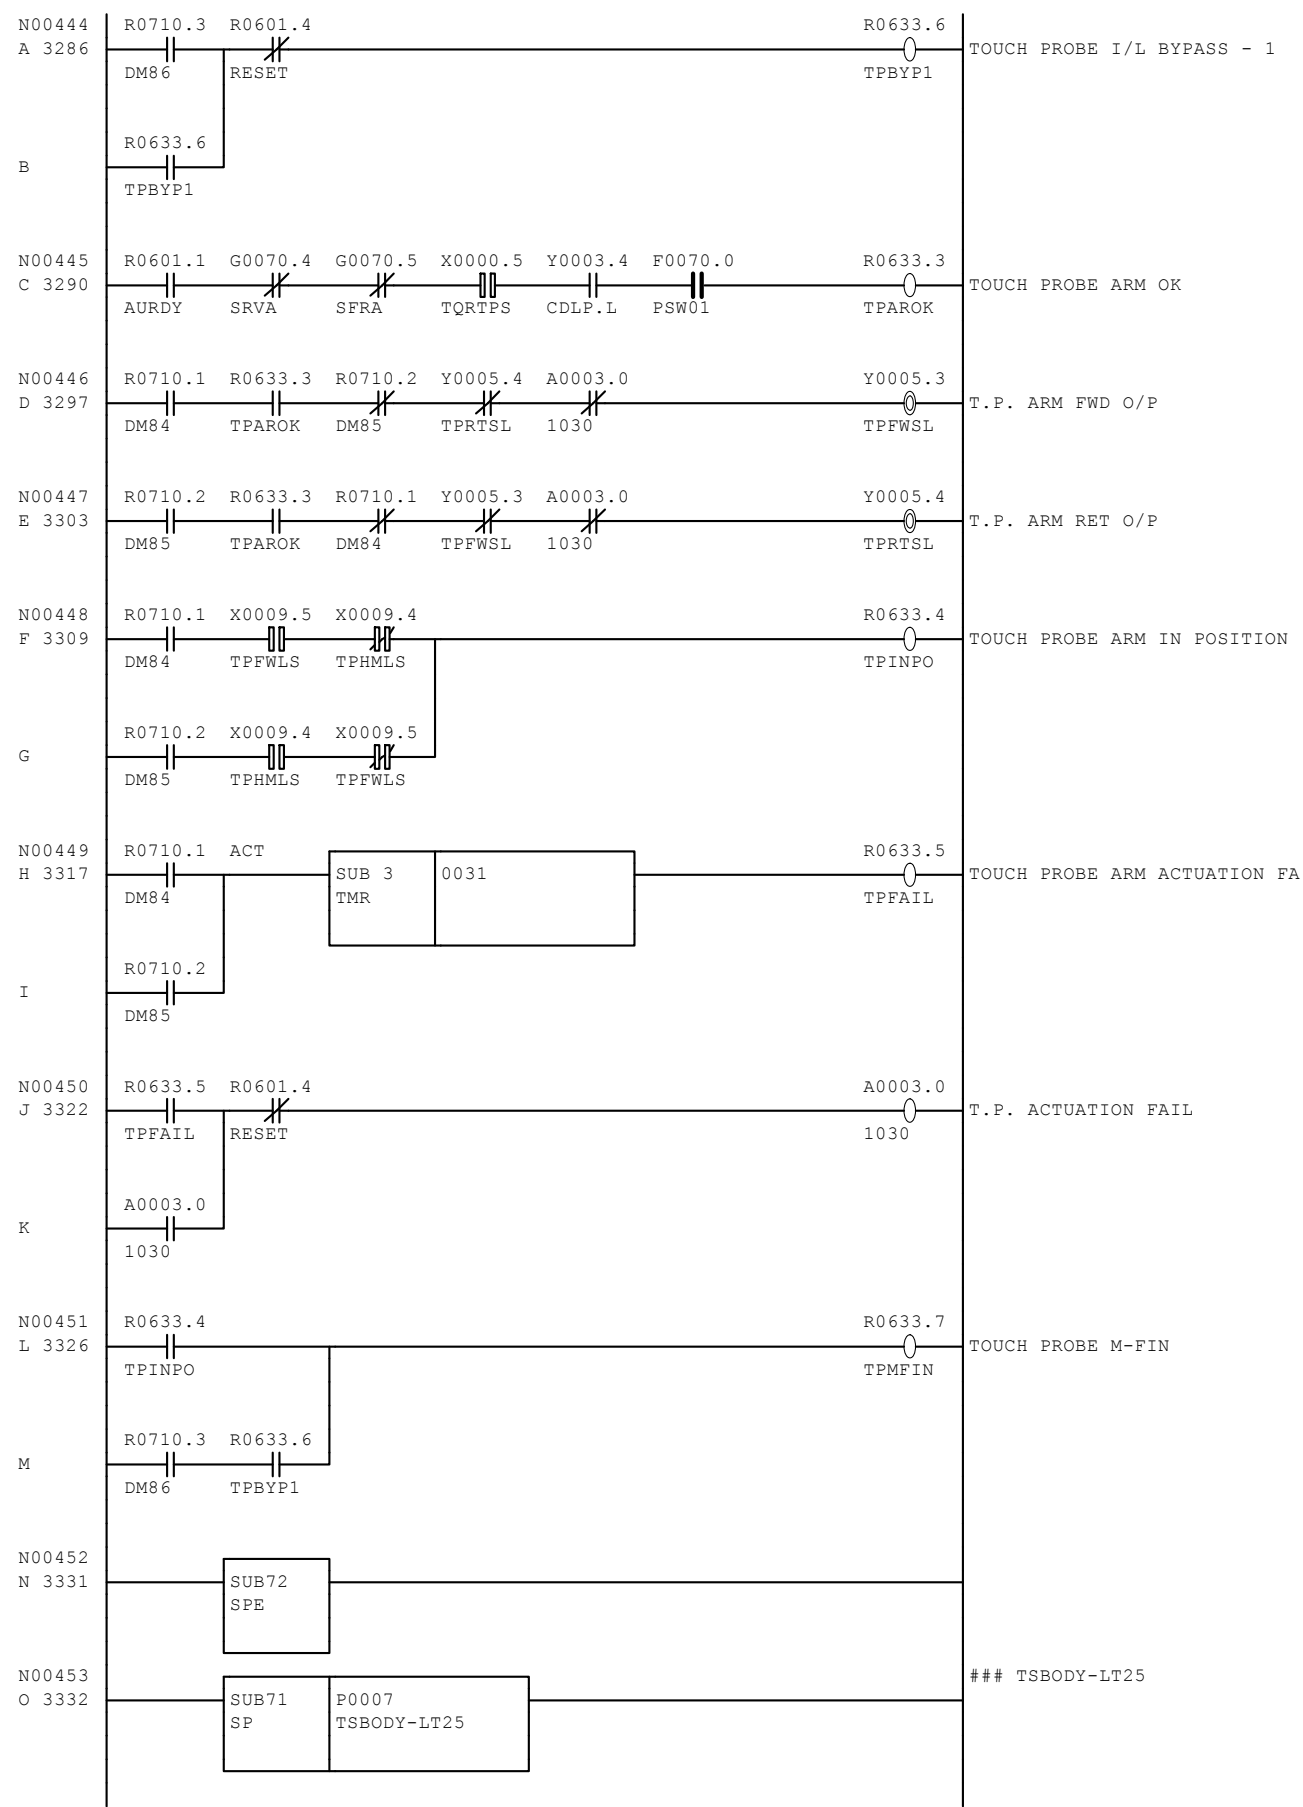 N00444 R0710.3 R0601.4 R0633.6
A 3286 TOUCH PROBE I/L BYPASS - 1
DM86 RESET TPBYP1
R0633.6
B
TPBYP1
N00445 R0601.1 G0070.4 G0070.5 X0000.5 Y0003.4 F0070.0 R0633.3
C 3290 TOUCH PROBE ARM OK
AURDY SRVA SFRA TQRTPS CDLP.L PSW01 TPAROK
N00446 R0710.1 R0633.3 R0710.2 Y0005.4 A0003.0 Y0005.3
D 3297 T.P. ARM FWD O/P
DM84 TPAROK DM85 TPRTSL 1030 TPFWSL
N00447 R0710.2 R0633.3 R0710.1 Y0005.3 A0003.0 Y0005.4
E 3303 T.P. ARM RET O/P
DM85 TPAROK DM84 TPFWSL 1030 TPRTSL
N00448 R0710.1 X0009.5 X0009.4 R0633.4
F 3309 TOUCH PROBE ARM IN POSITION
DM84 TPFWLS TPHMLS TPINPO
R0710.2 X0009.4 X0009.5
G
DM85 TPHMLS TPFWLS
N00449 R0710.1 ACT R0633.5
H 3317 SUB 3 0031 TOUCH PROBE ARM ACTUATION FA
DM84 TMR TPFAIL
R0710.2
I
DM85
N00450 R0633.5 R0601.4 A0003.0
J 3322 T.P. ACTUATION FAIL
TPFAIL RESET 1030
A0003.0
K
1030
N00451 R0633.4 R0633.7
L 3326 TOUCH PROBE M-FIN
TPINPO TPMFIN
R0710.3 R0633.6
M
DM86 TPBYP1
N00452
N 3331 SUB72
SPE
N00453 ### TSBODY-LT25
O 3332 SUB71 P0007
SP TSBODY-LT25